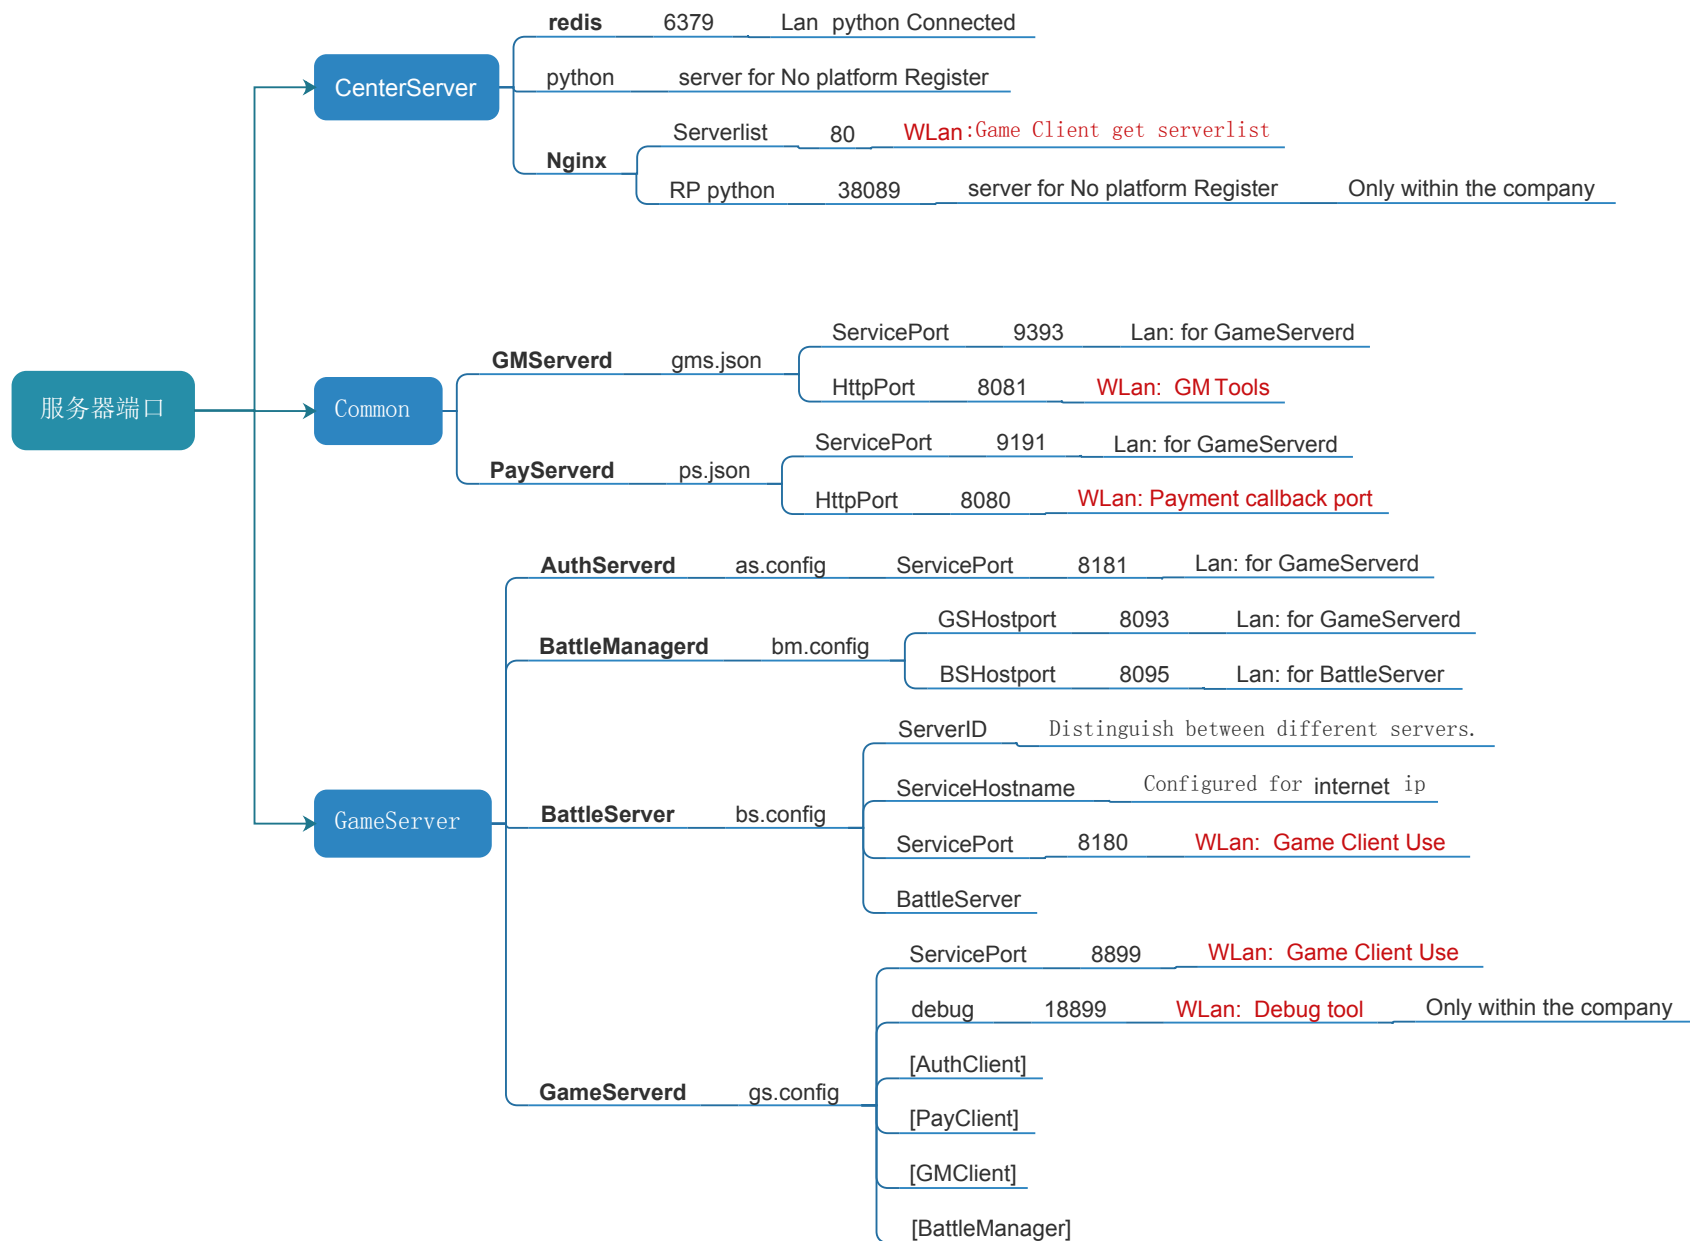 redis 6379 Lan python Connected
CenterServer
python server for No platform Register
Serverlist 80 WLan:Game Client get serverlist
Nginx
RP python 38089 server for No platform Register Only within the company
服务器端口
Common
ServicePort 9393 Lan: for GameServerd
GMServerd gms.json
HttpPort 8081 WLan: GM Tools
ServicePort 9191 Lan: for GameServerd
PayServerd ps.json
HttpPort 8080 WLan: Payment callback port
GameServer
AuthServerd as.config ServicePort 8181 Lan: for GameServerd
GSHostport 8093 Lan: for GameServerd
BattleManagerd bm.config
BSHostport 8095 Lan: for BattleServer
ServerID Distinguish between different servers.
ServiceHostname Configured for internet ip
BattleServer bs.config
ServicePort 8180 WLan: Game Client Use
BattleServer
ServicePort 8899 WLan: Game Client Use
debug 18899 WLan: Debug tool Only within the company
[AuthClient]
GameServerd gs.config
[PayClient]
[GMClient]
[BattleManager]